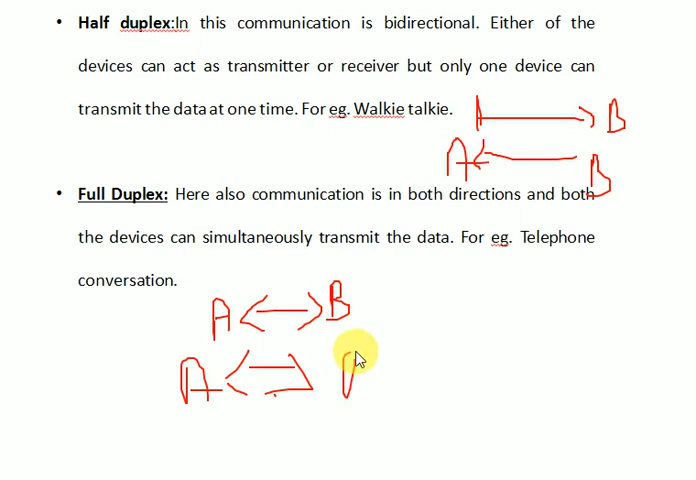 • Half duplex:In this communication is bidirectional. Either of the
devices can act as transmitter or receiver but only one device can
transmit the data at one time. For eg. Walkie talkie.
A B
A B
• Full Duplex: Here also communication is in both directions and both
the devices can simultaneously transmit the data. For eg. Telephone
conversation.
A B
A